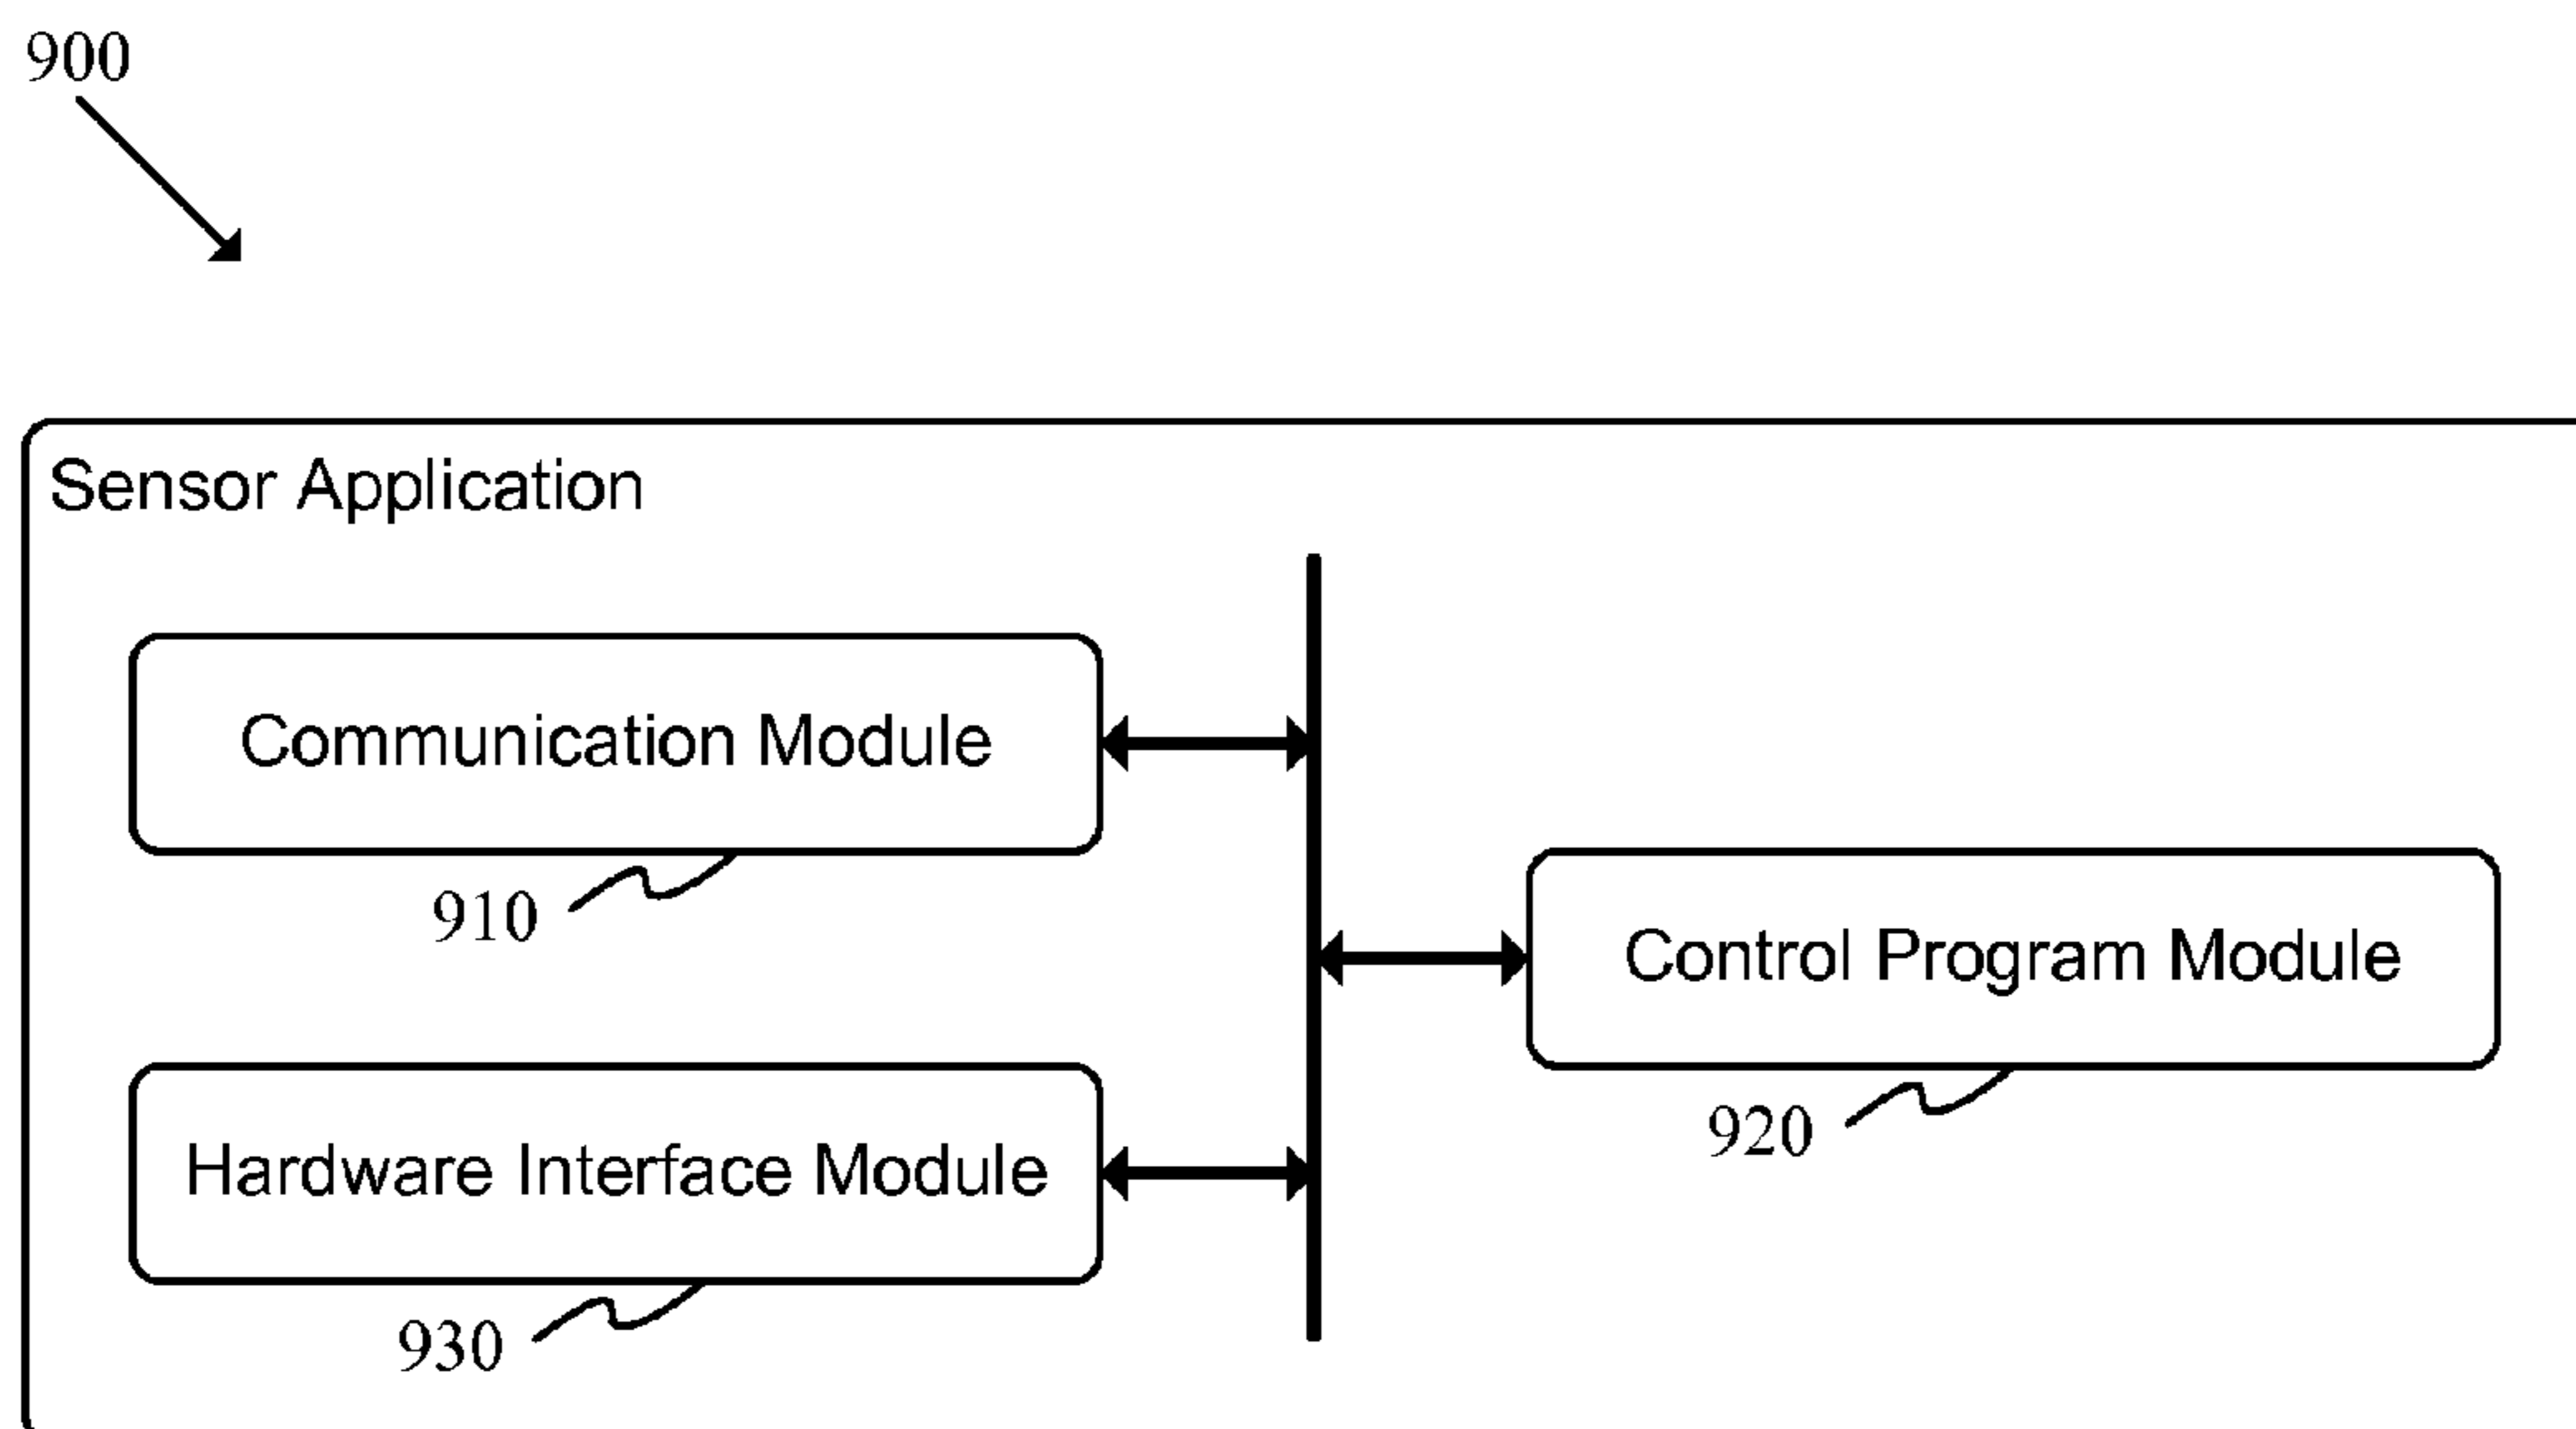 900
Sensor Application
Communication Module
910
Control Program Module
920
Hardware Interface Module
930